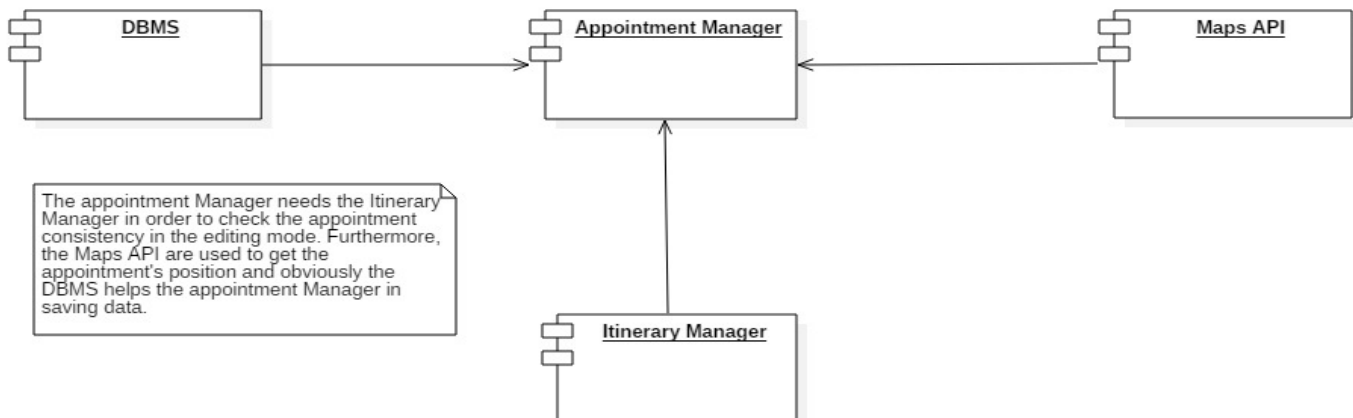 DBMS
Appointment Manager
Maps API
The appointment Manager needs the Itinerary
Manager in order to check the appointment
consistency in the editing mode. Furthermore,
the Maps API are used to get the
appointment's position and obviously the
DBMS helps the appointment Manager in
saving data.
Itinerary Manager